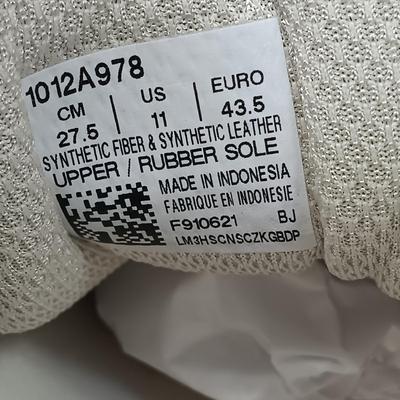 1012A978
CM | US | EURO
27.5 | 11 | 43.5
SYNTHETIC FIBER & SYNTHETIC LEATHER
UPPER / RUBBER SOLE
MADE IN INDONESIA
FABRIQUE EN INDONESIE
F910621 BJ
LM3HSCNSCZKGBDP